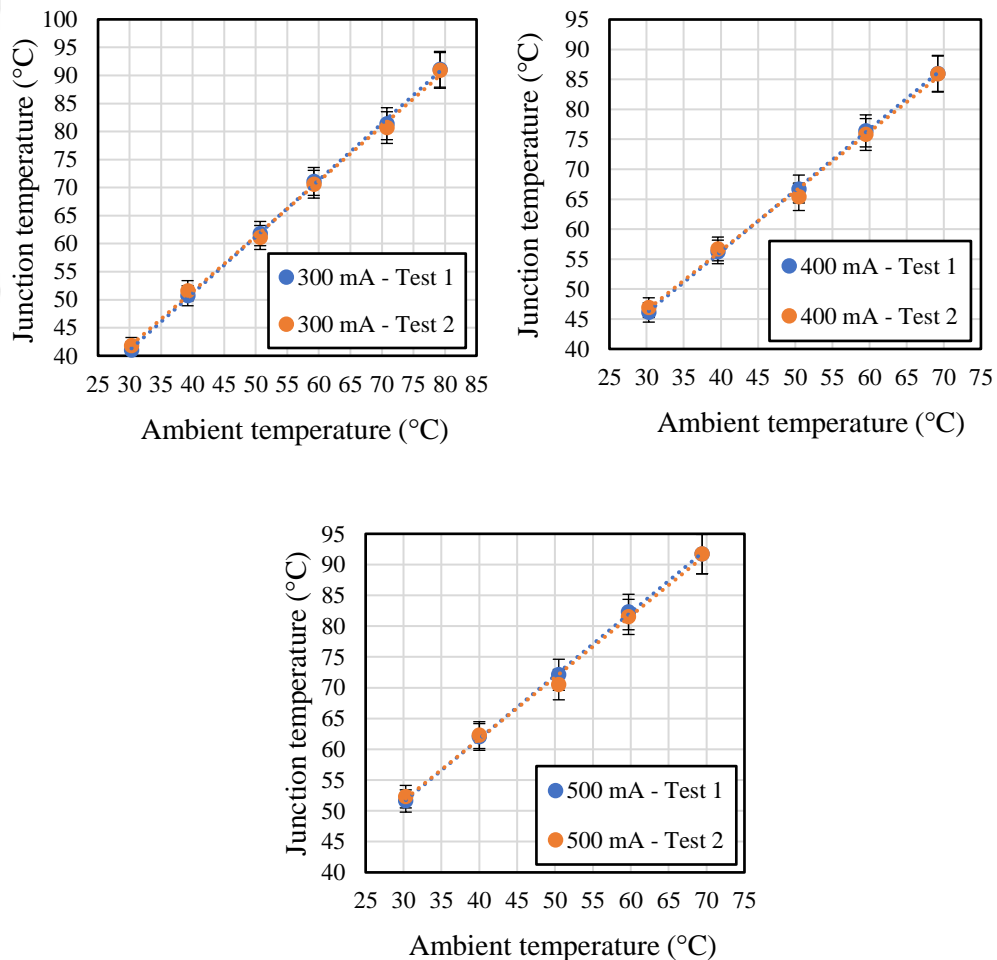 Junction temperature (°C)
100
95
90
85
80
75
70
65
60
55
50
45
40
300 mA - Test 1
300 mA - Test 2
25 30 35 40 45 50 55 60 65 70 75 80 85
Ambient temperature (°C)
Junction temperature (°C)
95
90
85
80
75
70
65
60
55
50
45
40
400 mA - Test 1
400 mA - Test 2
25 30 35 40 45 50 55 60 65 70 75
Ambient temperature (°C)
Junction temperature (°C)
95
90
85
80
75
70
65
60
55
50
45
40
500 mA - Test 1
500 mA - Test 2
25 30 35 40 45 50 55 60 65 70 75
Ambient temperature (°C)